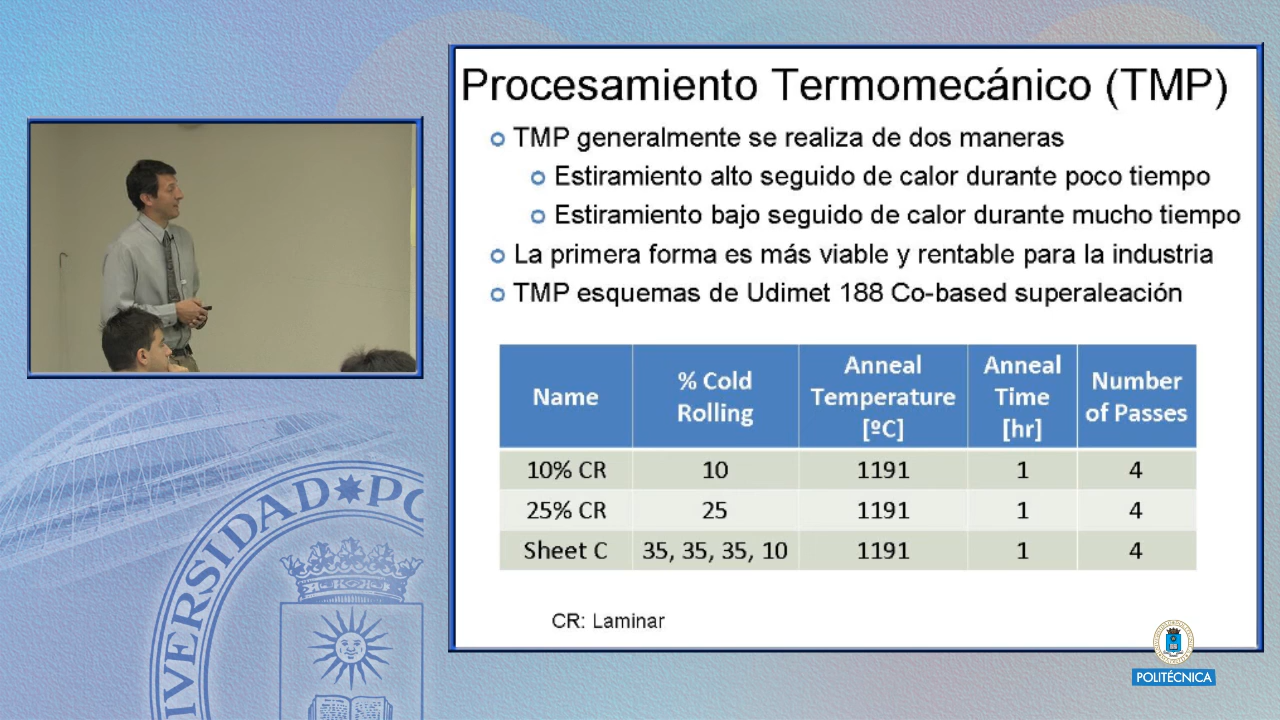 Procesamiento Termomecánico (TMP)
TMP generalmente se realiza de dos maneras
Estiramiento alto seguido de calor durante poco tiempo
Estiramiento bajo seguido de calor durante mucho tiempo
La primera forma es más viable y rentable para la industria
TMP esquemas de Udimet 188 Co-based superaleación
Name % Cold Rolling Anneal Temperature [ºC] Anneal Time [hr] Number of Passes
10% CR 10 1191 1 4
25% CR 25 1191 1 4
Sheet C 35, 35, 35, 10 1191 1 4
CR: Laminar
POLITÉCNICA
IVERSIDAD PO